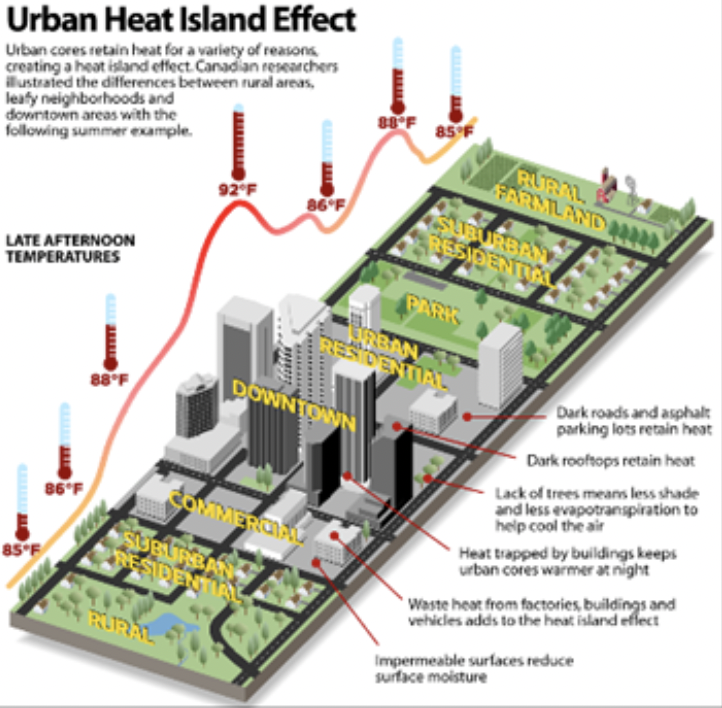 Urban Heat Island Effect
Urban cores retain heat for a variety of reasons,
creating a heat island effect. Canadian researchers
illustrated the differences between rural areas,
leafy neighborhoods and
downtown areas with the
following summer example.
88°F
85°F
92°F
86°F
LATE AFTERNOON
TEMPERATURES
88°F
86°F
85°F
RURAL
FARMLAND
SUBURBAN
RESIDENTIAL
PARK
URBAN
RESIDENTIAL
DOWNTOWN
COMMERCIAL
SUBURBAN
RESIDENTIAL
RURAL
Dark roads and asphalt
parking lots retain heat
Dark rooftops retain heat
Lack of trees means less shade
and less evapotranspiration to
help cool the air
Heat trapped by buildings keeps
urban cores warmer at night
Waste heat from factories, buildings and
vehicles adds to the heat island effect
Impermeable surfaces reduce
surface moisture